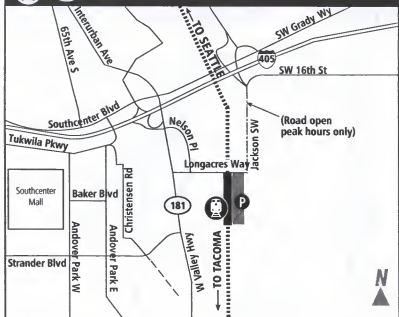 65th Ave S
Interurban Ave
TO SEATTLE
SW Grady Wy
405
SW 16th St
Southcenter Blvd
Tukwila Pkwy
Nelson Pl
(Road open
peak hours only)
Jackson SW
Longacres Way
Southcenter
Mall
Baker Blvd
Christensen Rd
181
P
Andover Park W
Andover Park E
W Valley Hwy
TO TACOMA
Strander Blvd
N